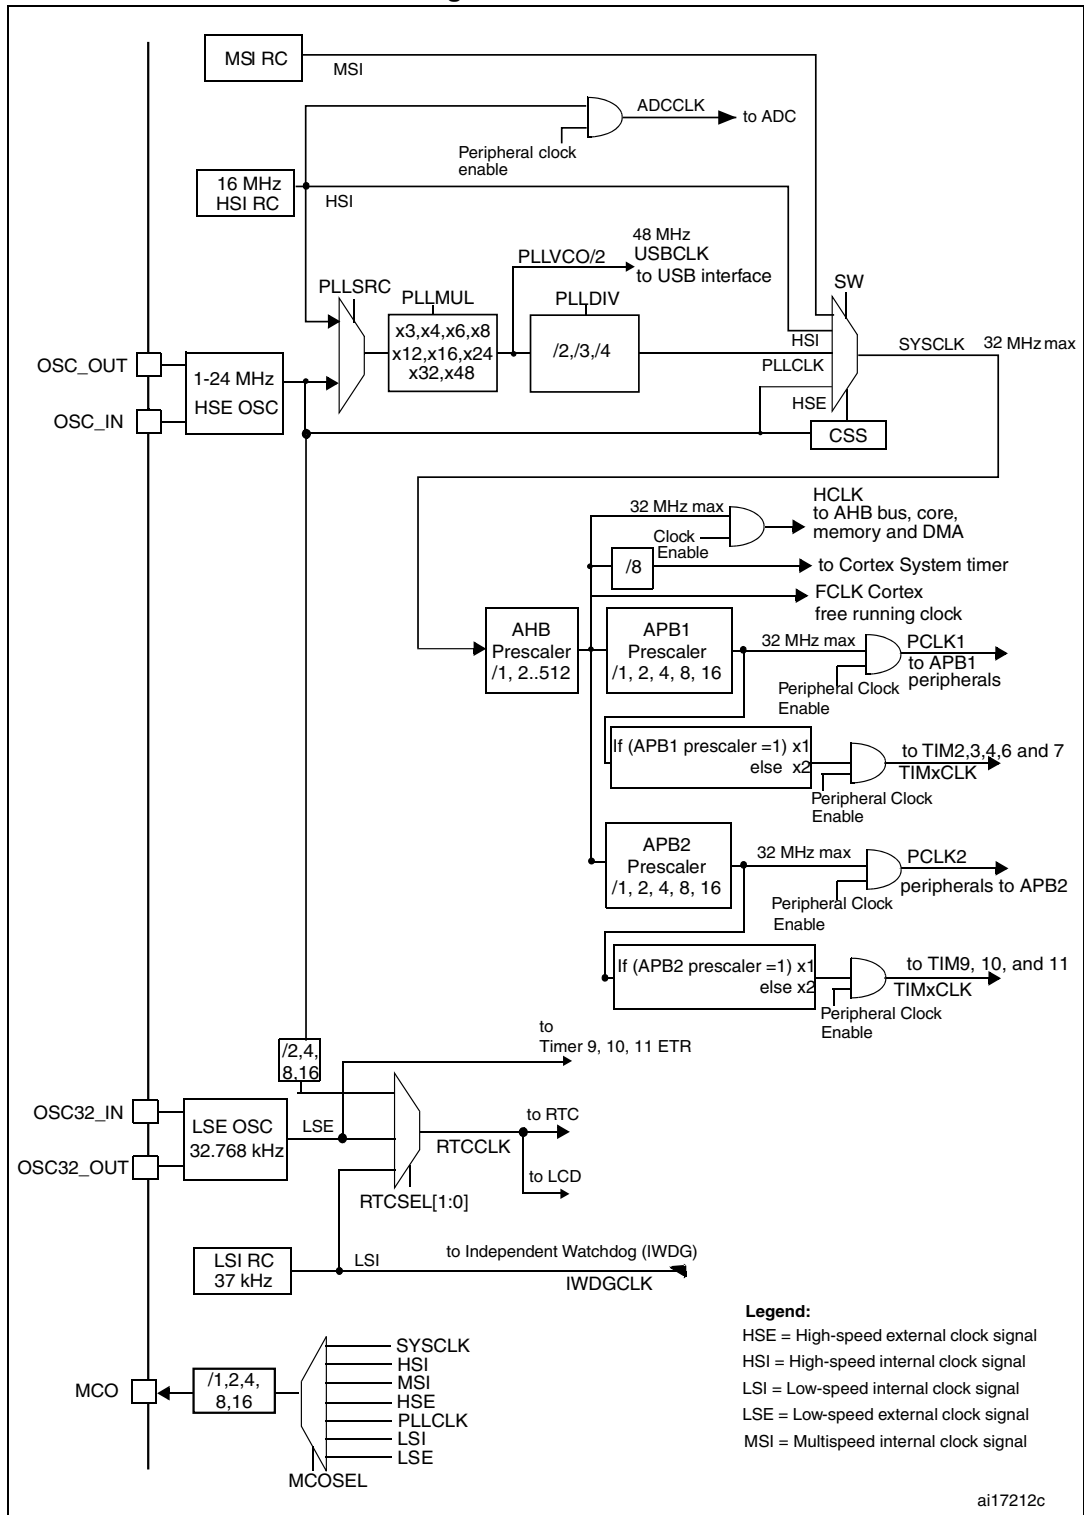 MSI RC
MSI
ADCCLK
to ADC
Peripheral clock
enable
16 MHz
HSI RC
HSI
48 MHz
USBCLK
to USB interface
PLLVCO/2
PLLSRC
PLLMUL
PLLDIV
SW
x3,x4,x6,x8
x12,x16,x24
x32,x48
/2,/3,/4
HSI
PLLCLK
HSE
SYSCLK
32 MHz max
OSC_OUT
OSC_IN
1-24 MHz
HSE OSC
CSS
32 MHz max
HCLK
to AHB bus, core,
memory and DMA
Clock
Enable
/8
to Cortex System timer
FCLK Cortex
free running clock
AHB
Prescaler
/1, 2..512
APB1
Prescaler
/1, 2, 4, 8, 16
32 MHz max
PCLK1
to APB1
peripherals
Peripheral Clock
Enable
If (APB1 prescaler =1) x1
else x2
to TIM2,3,4,6 and 7
TIMxCLK
Peripheral Clock
Enable
APB2
Prescaler
/1, 2, 4, 8, 16
32 MHz max
PCLK2
peripherals to APB2
Peripheral Clock
Enable
If (APB2 prescaler =1) x1
else x2
to TIM9, 10, and 11
TIMxCLK
Peripheral Clock
Enable
/2,4,
8,16
to
Timer 9, 10, 11 ETR
OSC32_IN
OSC32_OUT
LSE OSC
32.768 kHz
LSE
to RTC
RTCCLK
to LCD
RTCSEL[1:0]
LSI RC
37 kHz
LSI
to Independent Watchdog (IWDG)
IWDGCLK
MCO
/1,2,4,
8,16
SYSCLK
HSI
MSI
HSE
PLLCLK
LSI
LSE
MCOSEL
Legend:
HSE = High-speed external clock signal
HSI = High-speed internal clock signal
LSI = Low-speed internal clock signal
LSE = Low-speed external clock signal
MSI = Multispeed internal clock signal
ai17212c